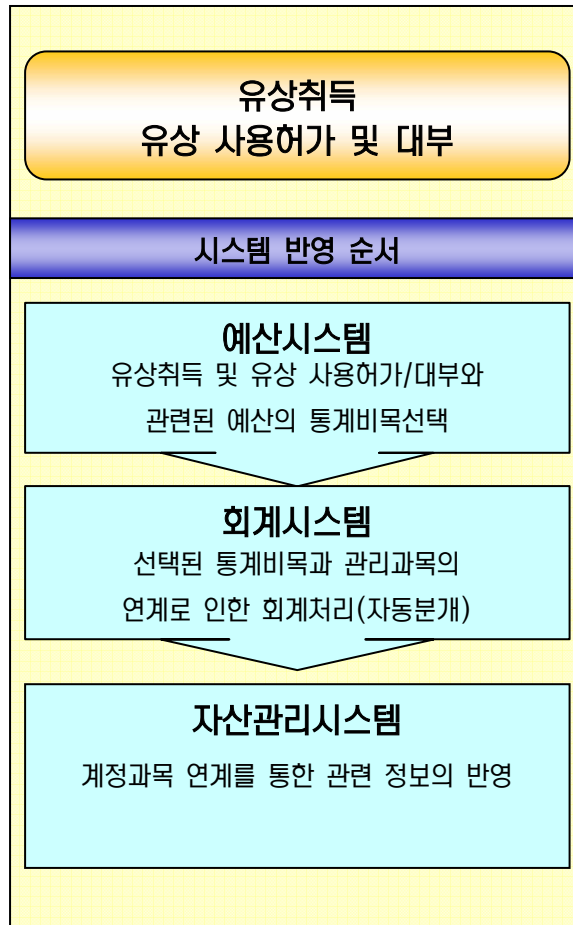 유상취득
유상 사용허가 및 대부
시스템 반영 순서
예산시스템
유상취득 및 유상 사용허가/대부와
관련된 예산의 통계비목선택
회계시스템
선택된 통계비목과 관리과목의
연계로 인한 회계처리(자동분개)
자산관리시스템
계정과목 연계를 통한 관련 정보의 반영